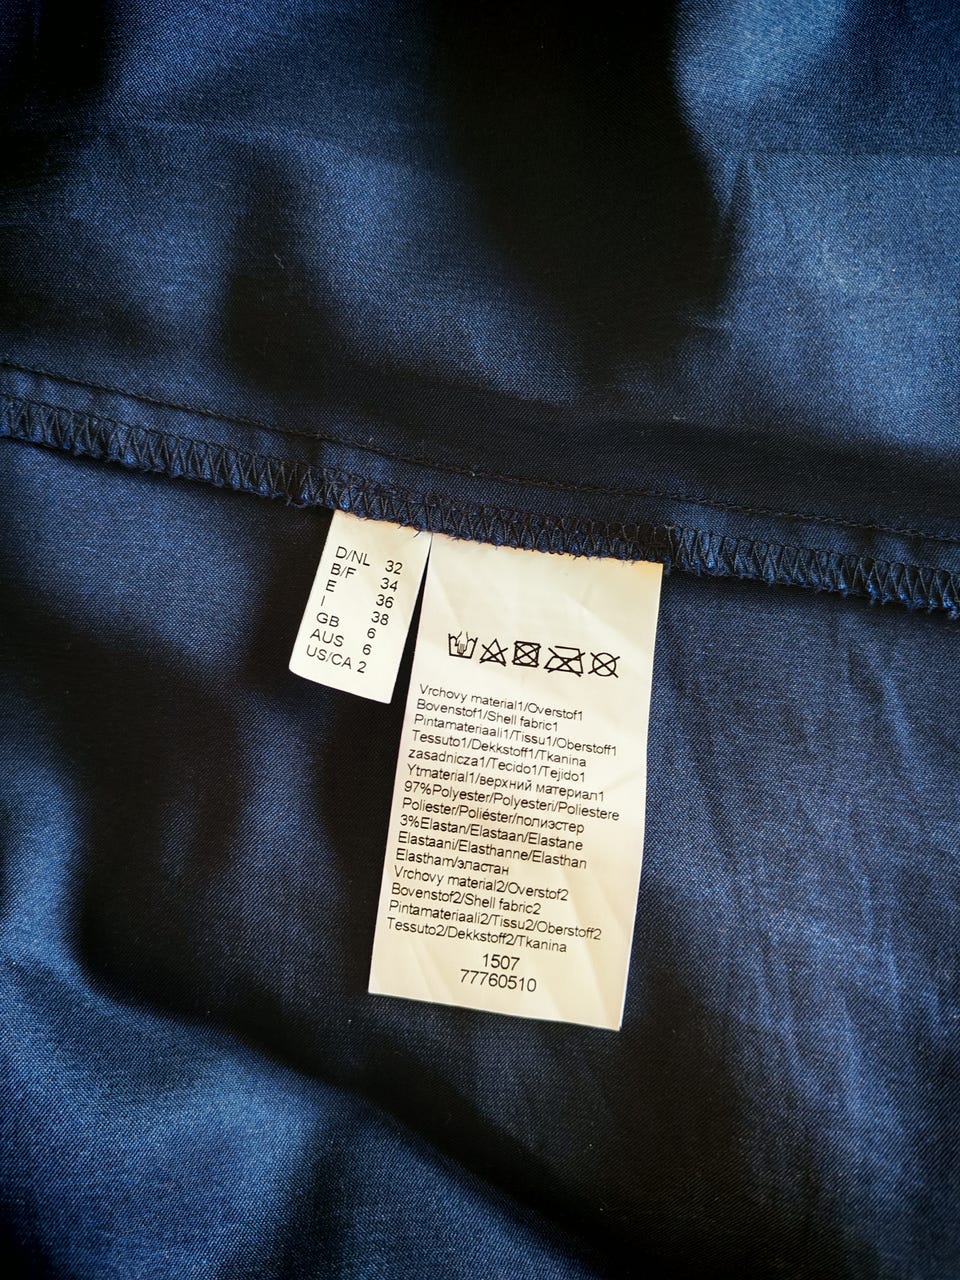 D/NL 32
B/F 34
E 36
I 38
GB 6
AUS 6
US/CA 2
Vrchovy material1/Overstof1
Bovenstof1/Shell fabric1
Pintamateriaali1/Tissu1/Oberstoff1
Tessuto1/Dekkstoff1/Tkanina
zasadnicza1/Tecido1/Tejido1
Ytmaterial1/верхний материал1
97%Polyester/Polyesteri/Poliestere
Poliester/Poliéster/полиэстер
3%Elastan/Elastaan/Elastane
Elastaani/Elasthanne/Elasthan
Elastham/эластан
Vrchovy material2/Overstof2
Bovenstof2/Shell fabric2
Pintamateriaali2/Tissu2/Oberstoff2
Tessuto2/Dekkstoff2/Tkanina
1507
77760510